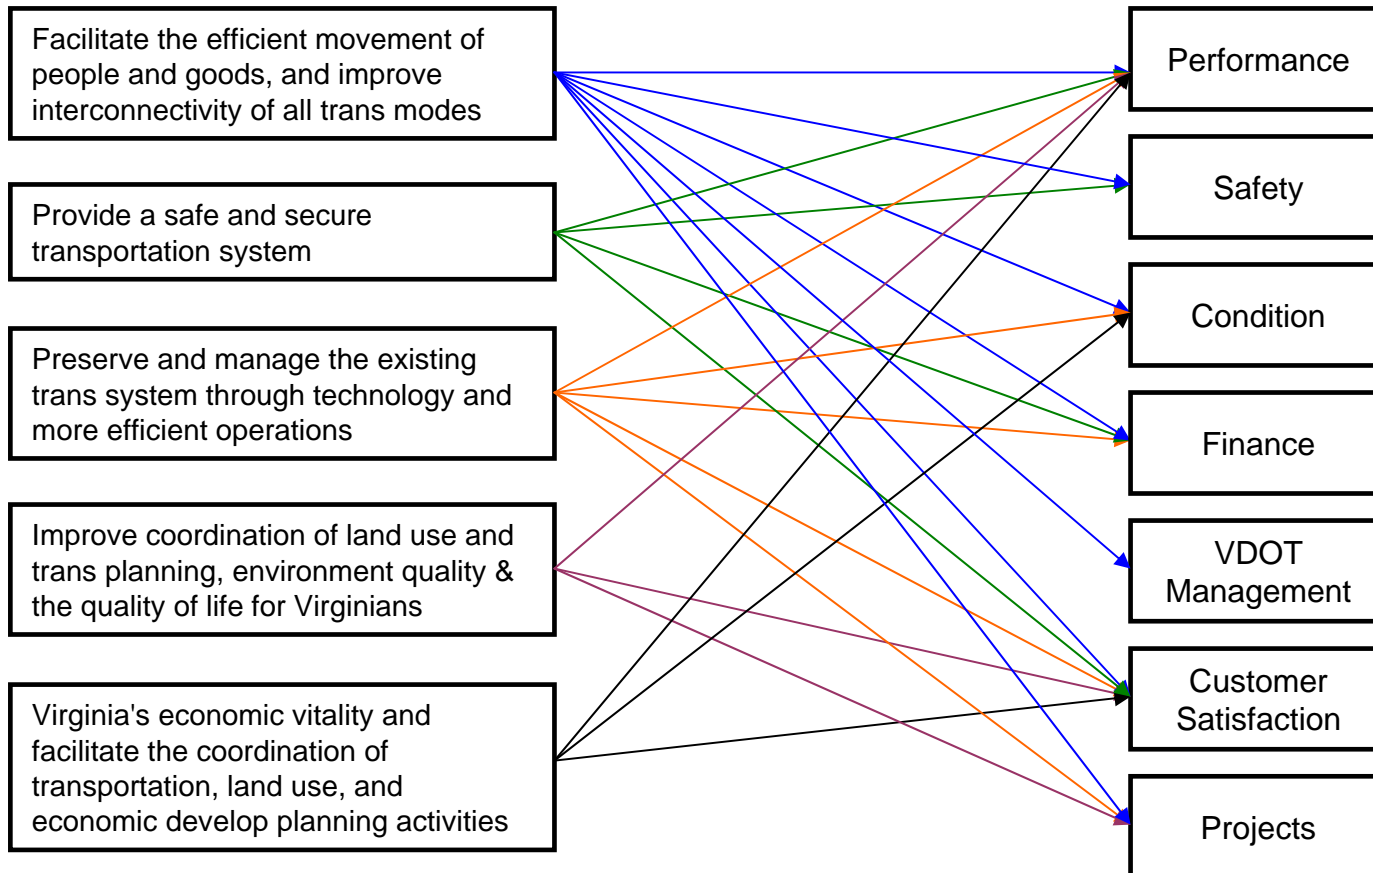 Facilitate the efficient movement of
people and goods, and improve
interconnectivity of all trans modes
Provide a safe and secure
transportation system
Preserve and manage the existing
trans system through technology and
more efficient operations
Improve coordination of land use and
trans planning, environment quality &
the quality of life for Virginians
Virginia's economic vitality and
facilitate the coordination of
transportation, land use, and
economic develop planning activities
Performance
Safety
Condition
Finance
VDOT
Management
Customer
Satisfaction
Projects